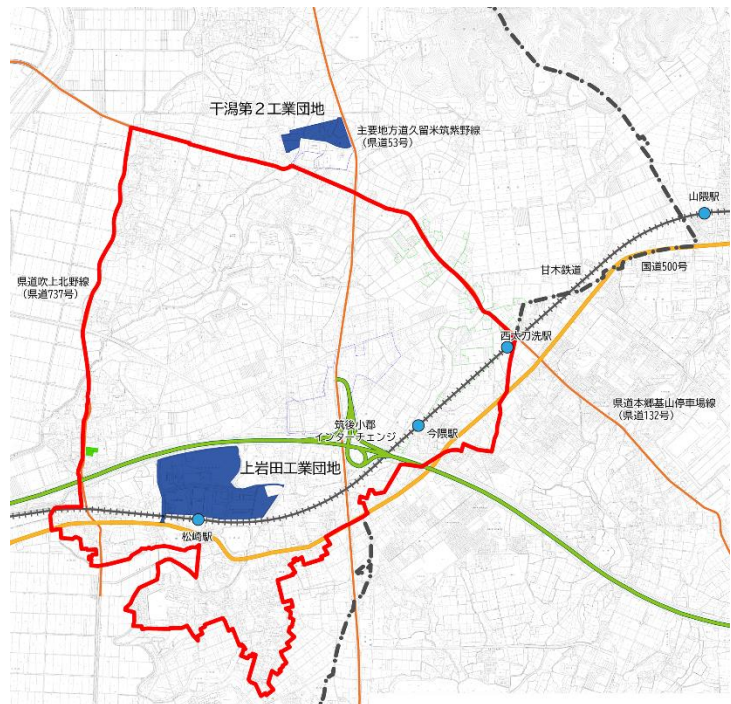 干潟第２工業団地
主要地方道久留米筑紫野線
（県道53号）
山隈駅
県道吹上北野線
（県道737号）
甘木鉄道
国道500号
西太刀洗駅
県道本郷基山停車場線
（県道132号）
筑後小郡
インターチェンジ
今隈駅
上岩田工業団地
松崎駅